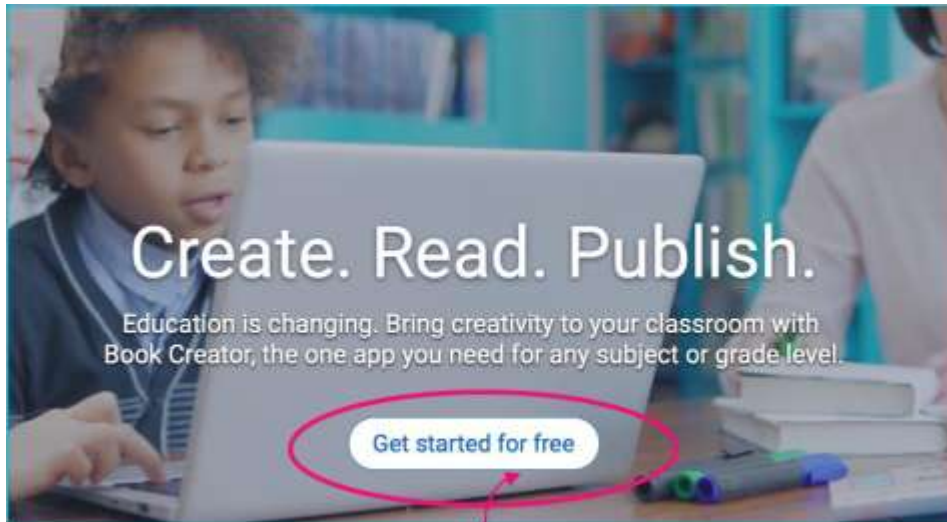 Create. Read. Publish.
Education is changing. Bring creativity to your classroom with
Book Creator, the one app you need for any subject or grade level.
Get started for free